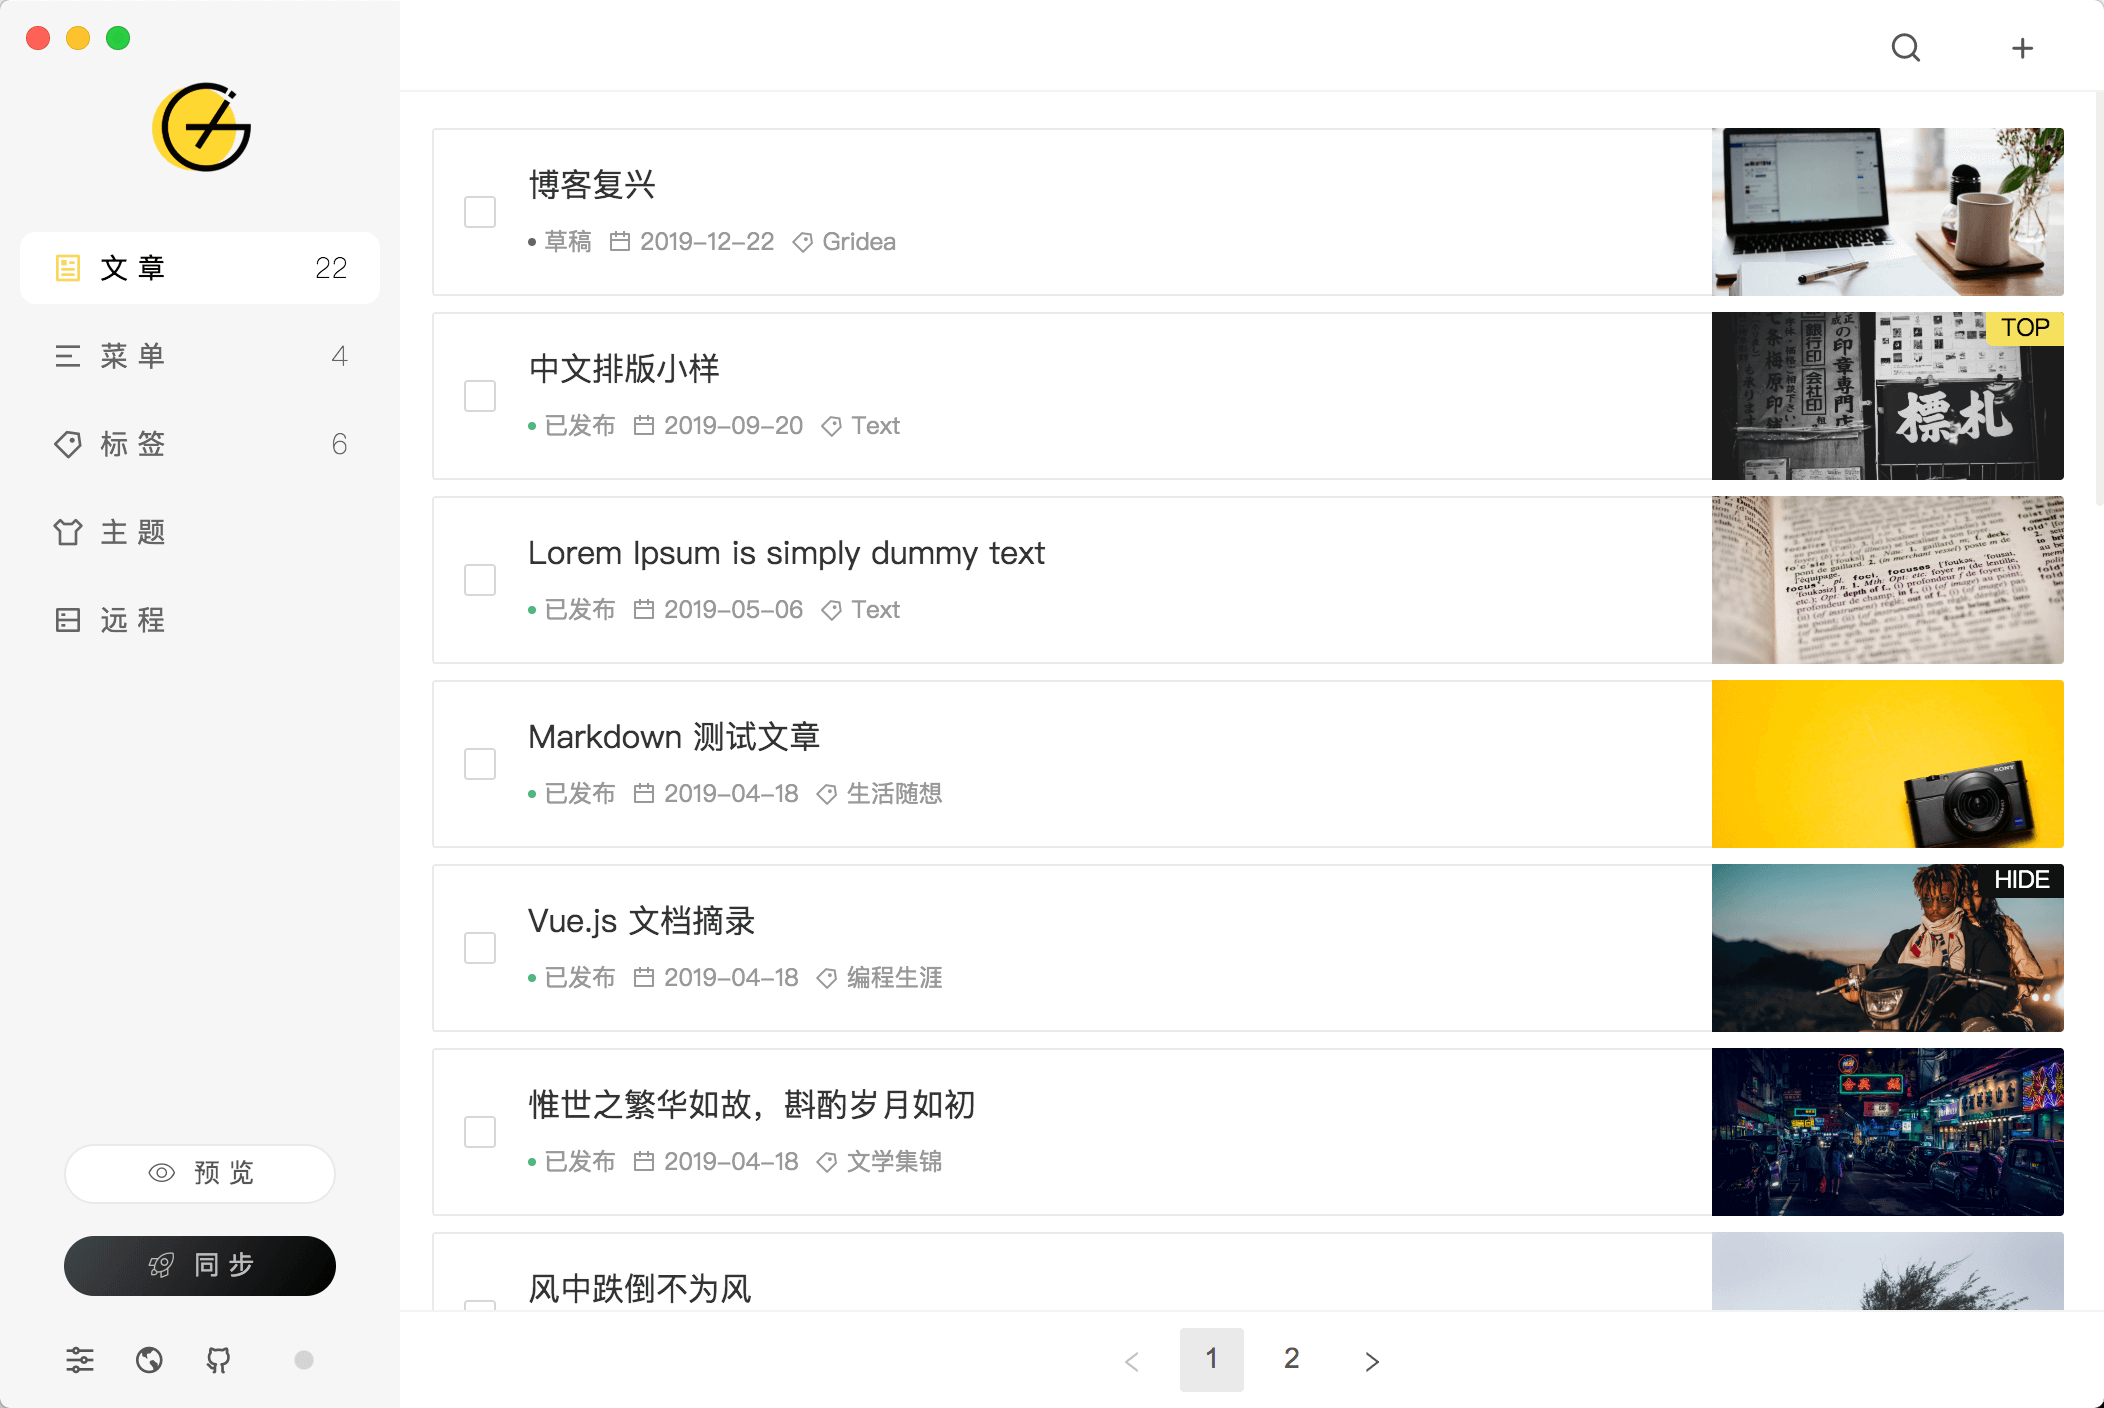 文章 22
菜单 4
标签 6
主题
远程
预览
同步
博客复兴
草稿 2019-12-22 Gridea
中文排版小样
已发布 2019-09-20 Text
TOP
標札
Lorem Ipsum is simply dummy text
已发布 2019-05-06 Text
Markdown 测试文章
已发布 2019-04-18 生活随想
SONY
Vue.js 文档摘录
已发布 2019-04-18 编程生涯
HIDE
惟世之繁华如故，斟酌岁月如初
已发布 2019-04-18 文学集锦
风中跌倒不为风
1 2